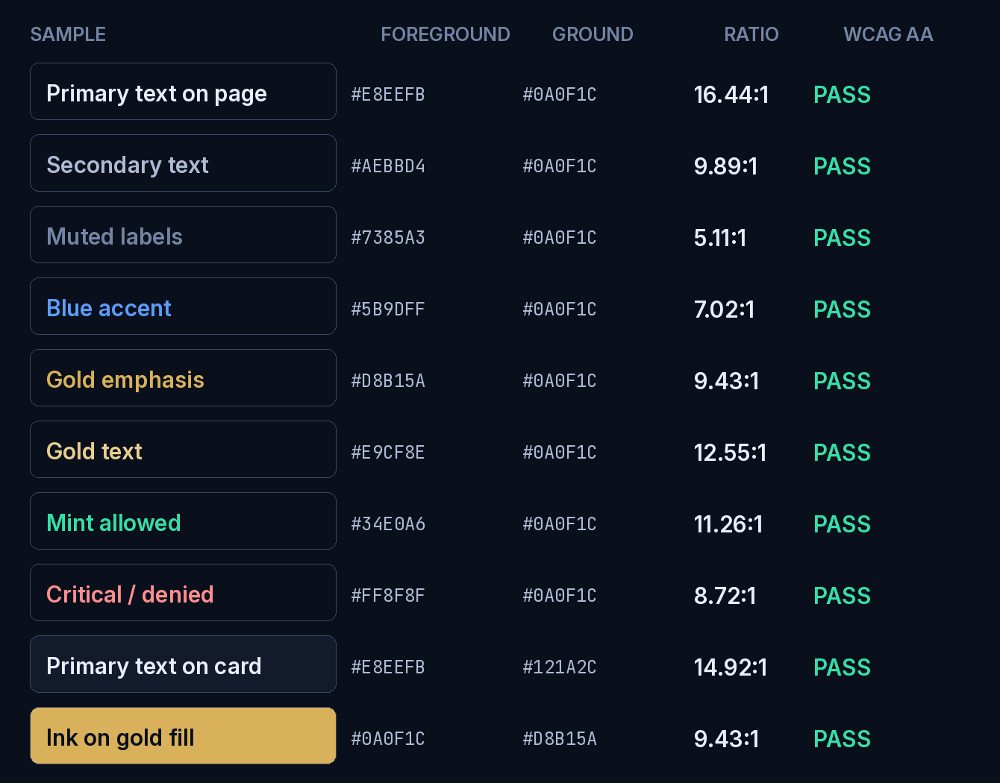 SAMPLE FOREGROUND GROUND RATIO WCAG AA
Primary text on page #E8EEFB #0A0F1C 16.44:1 PASS
Secondary text #AEBBD4 #0A0F1C 9.89:1 PASS
Muted labels #7385A3 #0A0F1C 5.11:1 PASS
Blue accent #5B9DFF #0A0F1C 7.02:1 PASS
Gold emphasis #D8B15A #0A0F1C 9.43:1 PASS
Gold text #E9CF8E #0A0F1C 12.55:1 PASS
Mint allowed #34E0A6 #0A0F1C 11.26:1 PASS
Critical / denied #FF8F8F #0A0F1C 8.72:1 PASS
Primary text on card #E8EEFB #121A2C 14.92:1 PASS
Ink on gold fill #0A0F1C #D8B15A 9.43:1 PASS